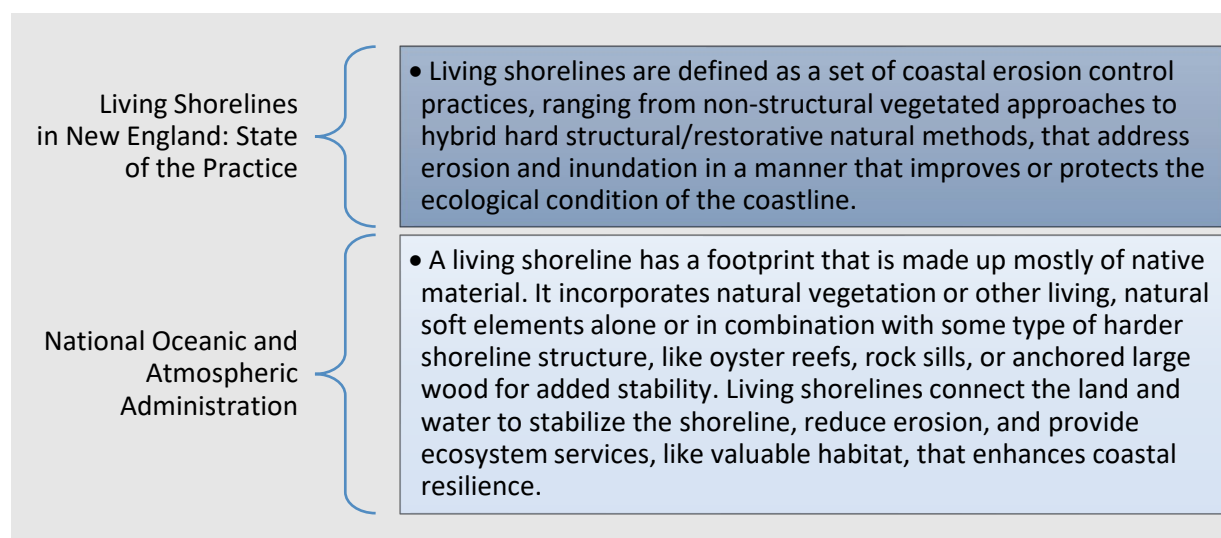 Living Shorelines
in New England: State
of the Practice
• Living shorelines are defined as a set of coastal erosion control
practices, ranging from non-structural vegetated approaches to
hybrid hard structural/restorative natural methods, that address
erosion and inundation in a manner that improves or protects the
ecological condition of the coastline.
National Oceanic and
Atmospheric
Administration
• A living shoreline has a footprint that is made up mostly of native
material. It incorporates natural vegetation or other living, natural
soft elements alone or in combination with some type of harder
shoreline structure, like oyster reefs, rock sills, or anchored large
wood for added stability. Living shorelines connect the land and
water to stabilize the shoreline, reduce erosion, and provide
ecosystem services, like valuable habitat, that enhances coastal
resilience.